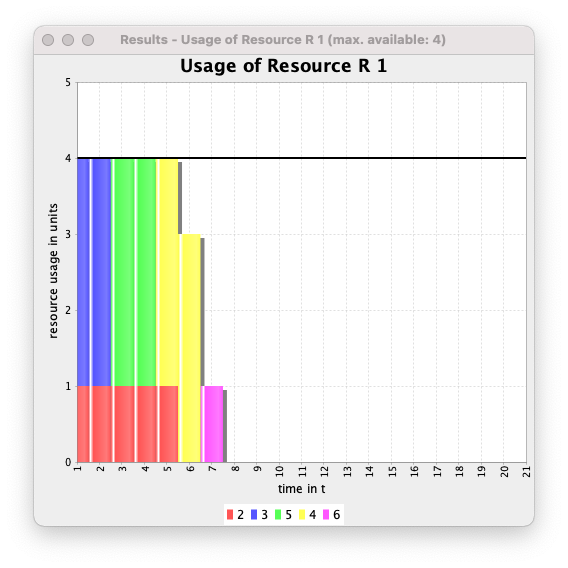 Results - Usage of Resource R 1 (max. available: 4)
Usage of Resource R 1
resource usage in units
5
4
3
2
1
0
1 2 3 4 5 6 7 8 9 10 11 12 13 14 15 16 17 18 19 20 21
time in t
2 3 5 4 6